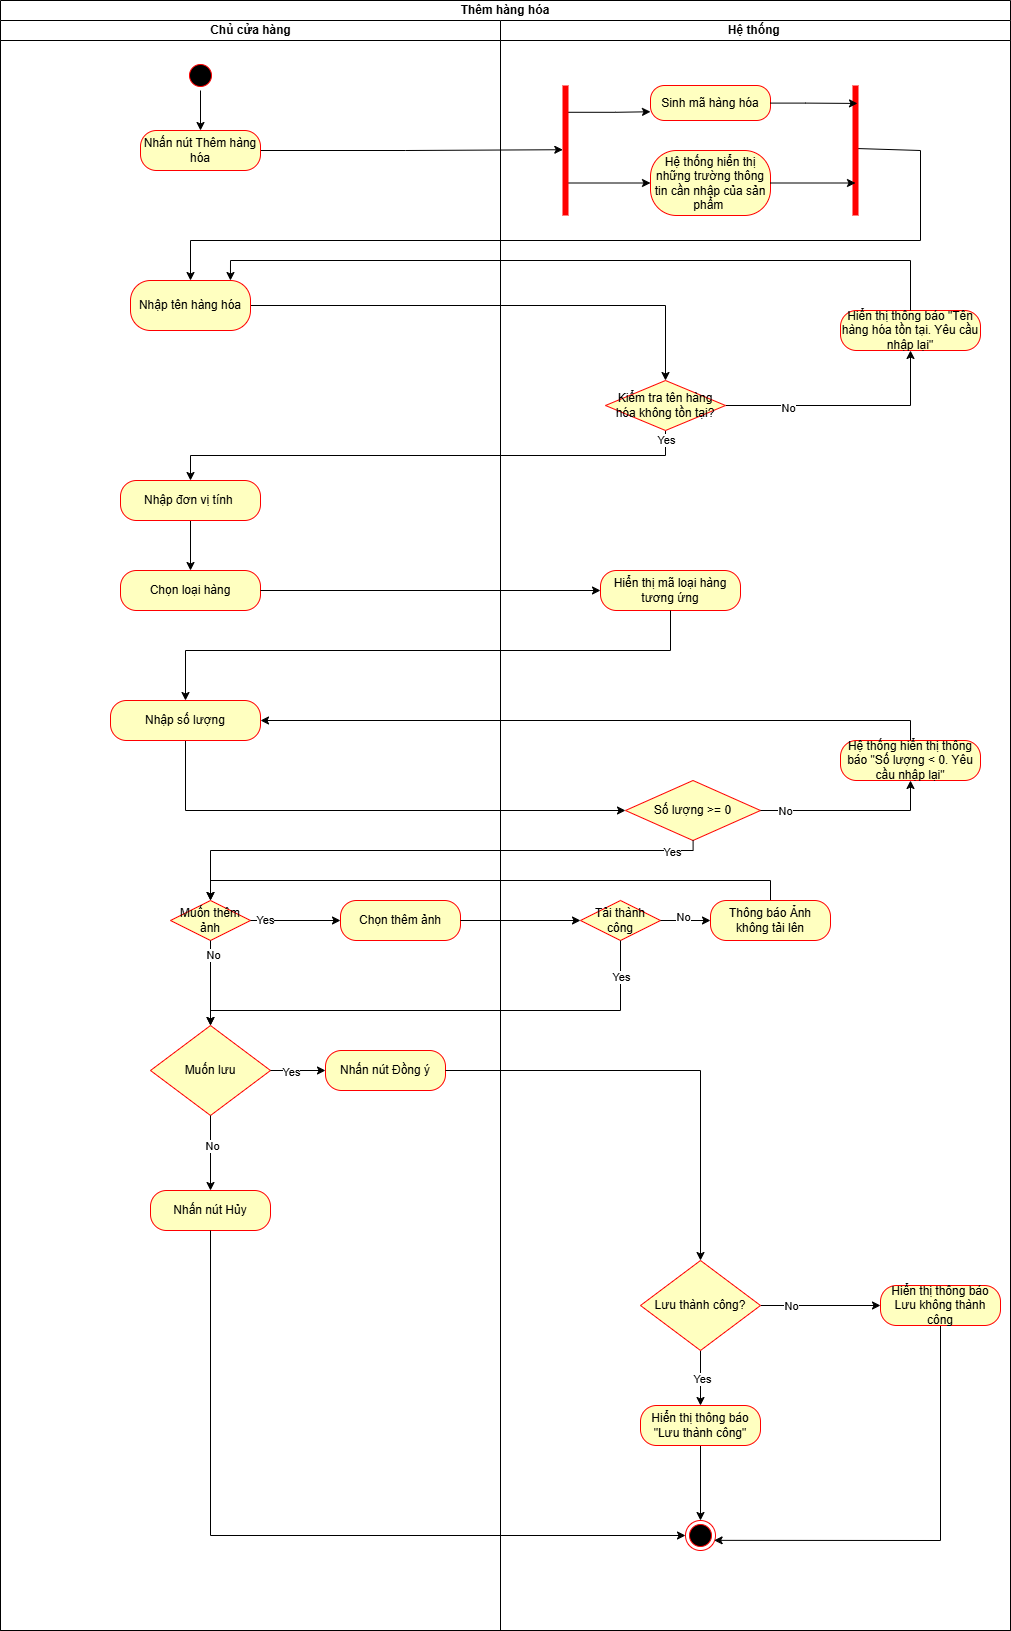 Thêm hàng hóa
Chủ cửa hàng
Hệ thống
Sinh mã hàng hóa
Nhấn nút Thêm hàng
hóa
Hệ thống hiển thị
những trường thông
tin cần nhập của sản
phẩm
Nhập tên hàng hóa
Hiển thị thông báo "Tên
hàng hóa tồn tại. Yêu cầu
nhập lại"
Kiểm tra tên hàng
hóa không tồn tại?
No
Yes
Nhập đơn vị tính
Chọn loại hàng
Hiển thị mã loại hàng
tương ứng
Nhập số lượng
Hệ thống hiển thị thông
báo "Số lượng < 0. Yêu
cầu nhập lại"
Số lượng >= 0
No
Yes
Muốn thêm
ảnh
Yes
Chọn thêm ảnh
Tải thành
công
No
Thông báo Ảnh
không tải lên
No
Yes
Muốn lưu
Yes
Nhấn nút Đồng ý
No
Nhấn nút Hủy
Lưu thành công?
No
Hiển thị thông báo
Lưu không thành
công
Yes
Hiển thị thông báo
"Lưu thành công"